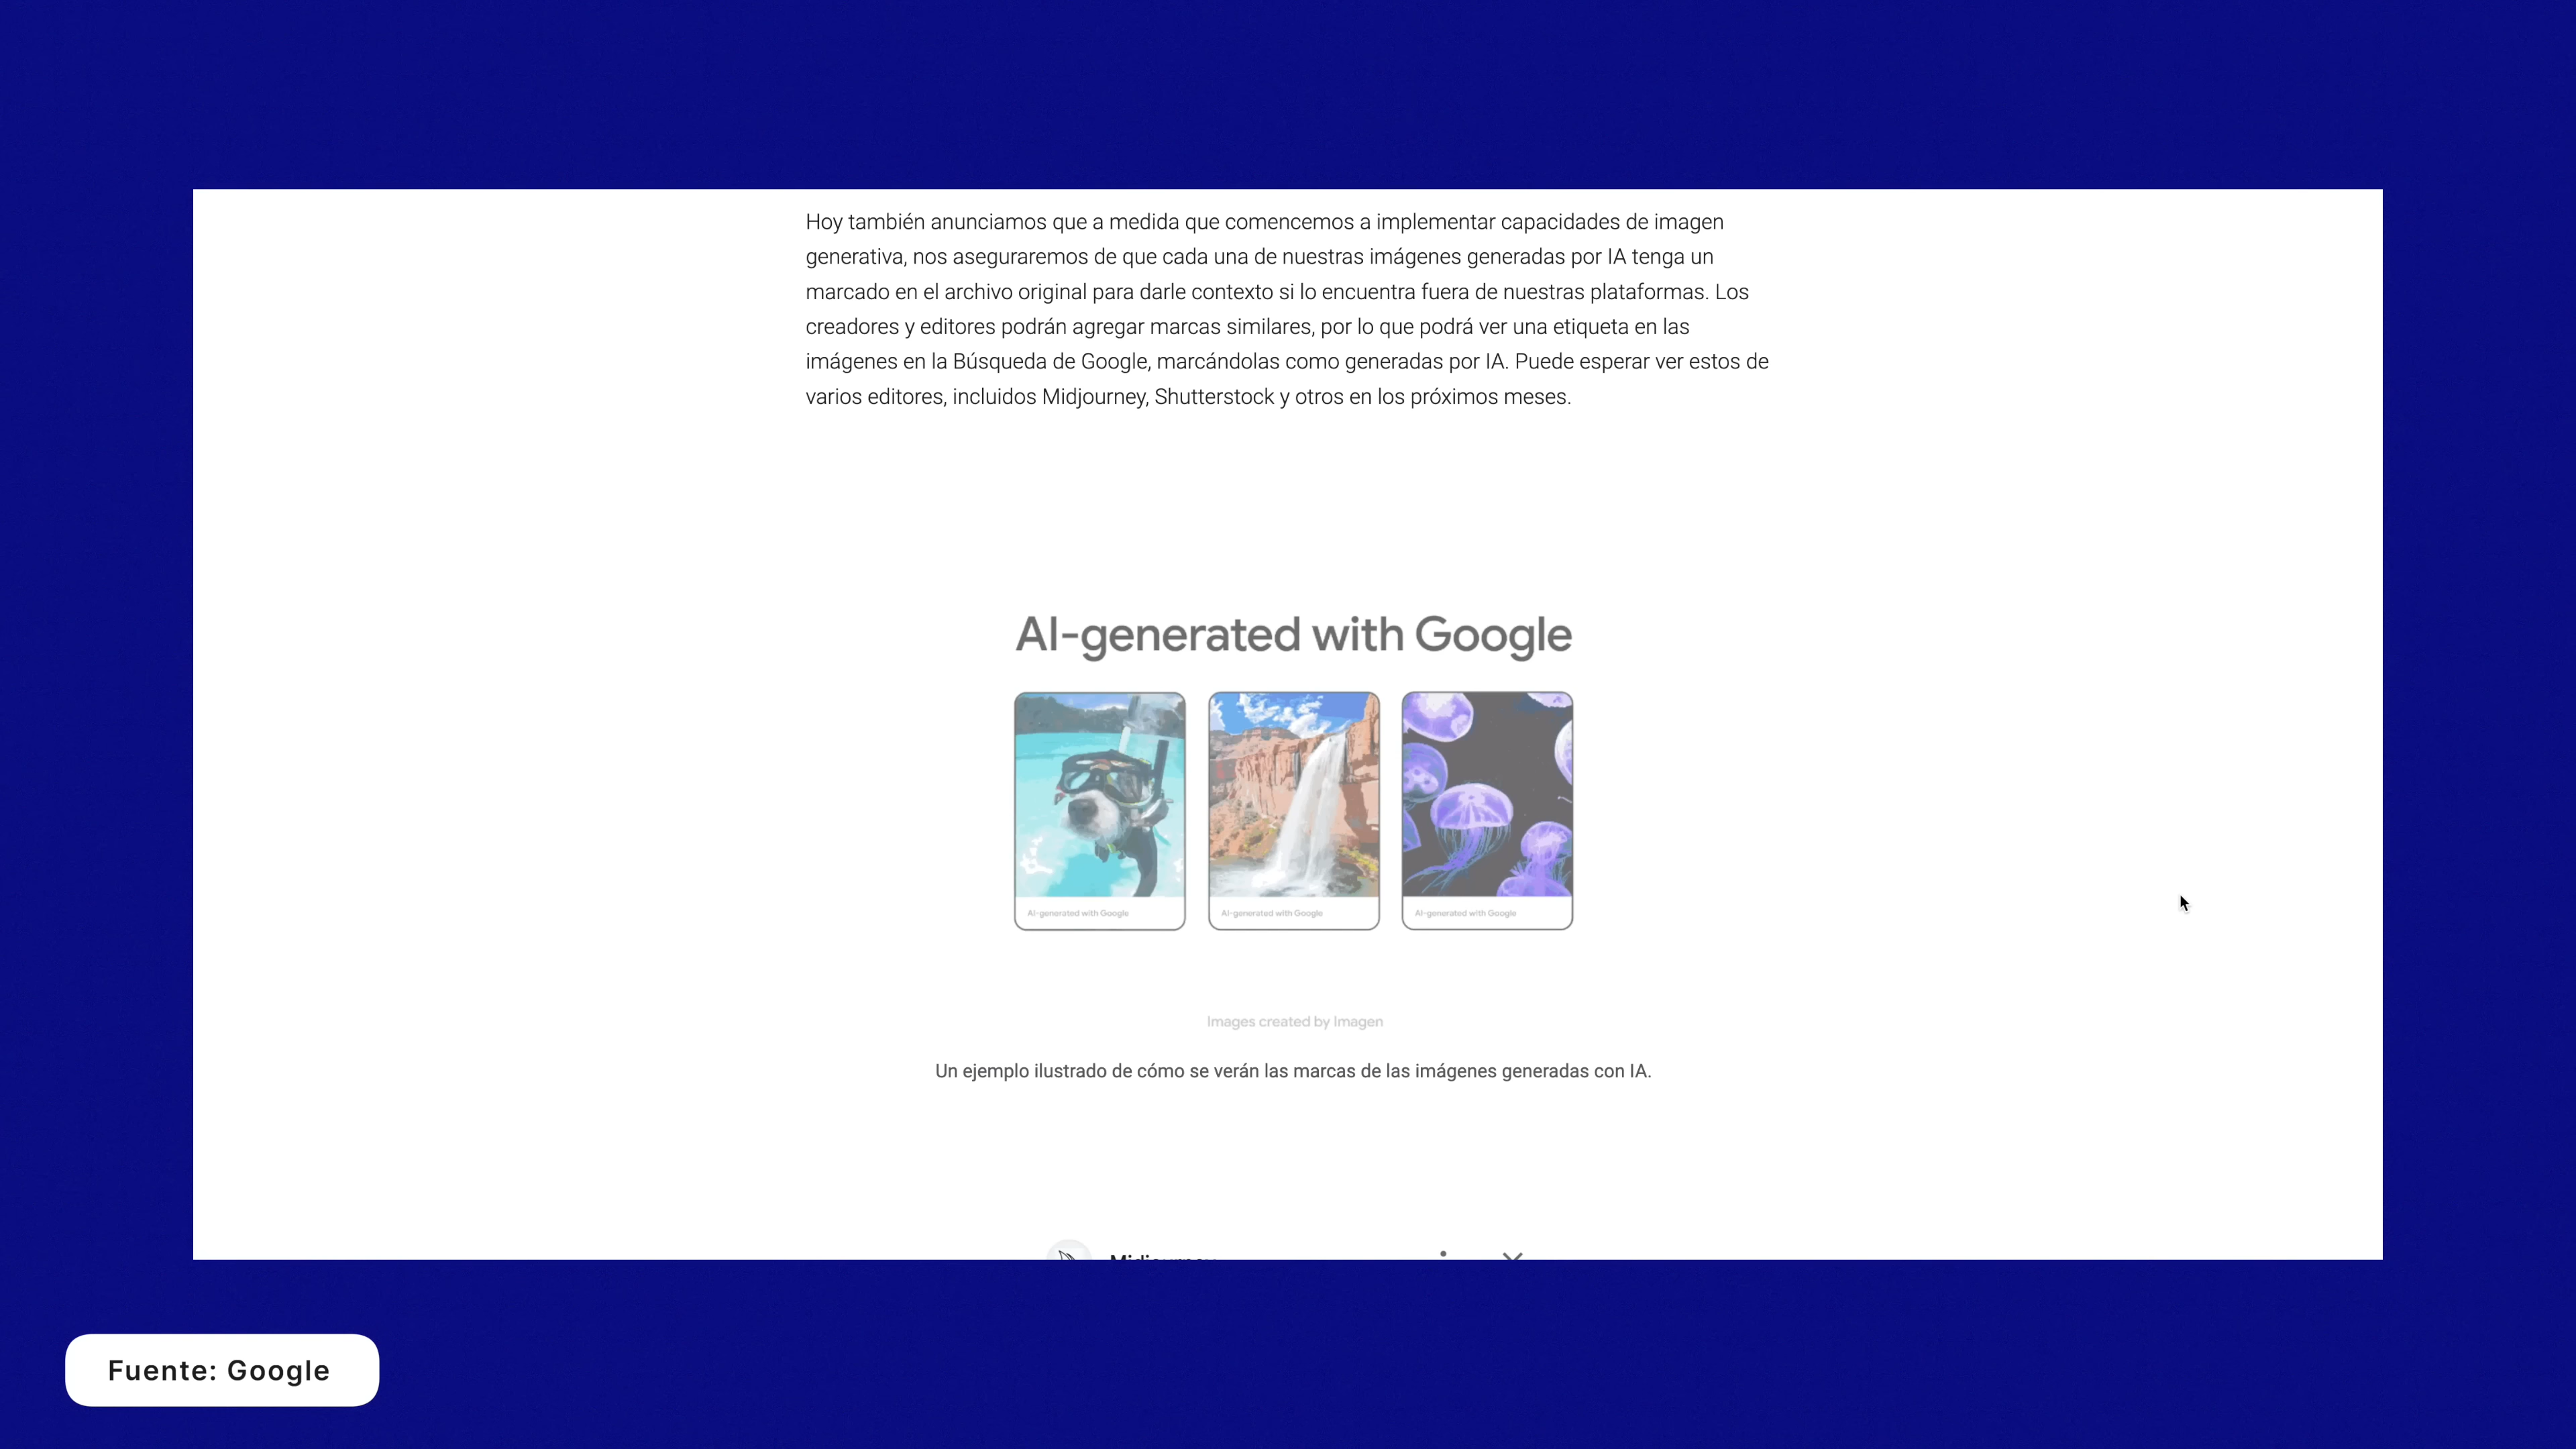 Hoy también anunciamos que a medida que comencemos a implementar capacidades de imagen
generativa, nos aseguraremos de que cada una de nuestras imágenes generadas por IA tenga un
marcado en el archivo original para darle contexto si lo encuentra fuera de nuestras plataformas. Los
creadores y editores podrán agregar marcas similares, por lo que podrá ver una etiqueta en las
imágenes en la Búsqueda de Google, marcándolas como generadas por IA. Puede esperar ver estos de
varios editores, incluidos Midjourney, Shutterstock y otros en los próximos meses.
AI-generated with Google
AI-generated with Google
AI-generated with Google
AI-generated with Google
Images created by Imagen
Un ejemplo ilustrado de cómo se verán las marcas de las imágenes generadas con IA.
Midjourney
Fuente: Google